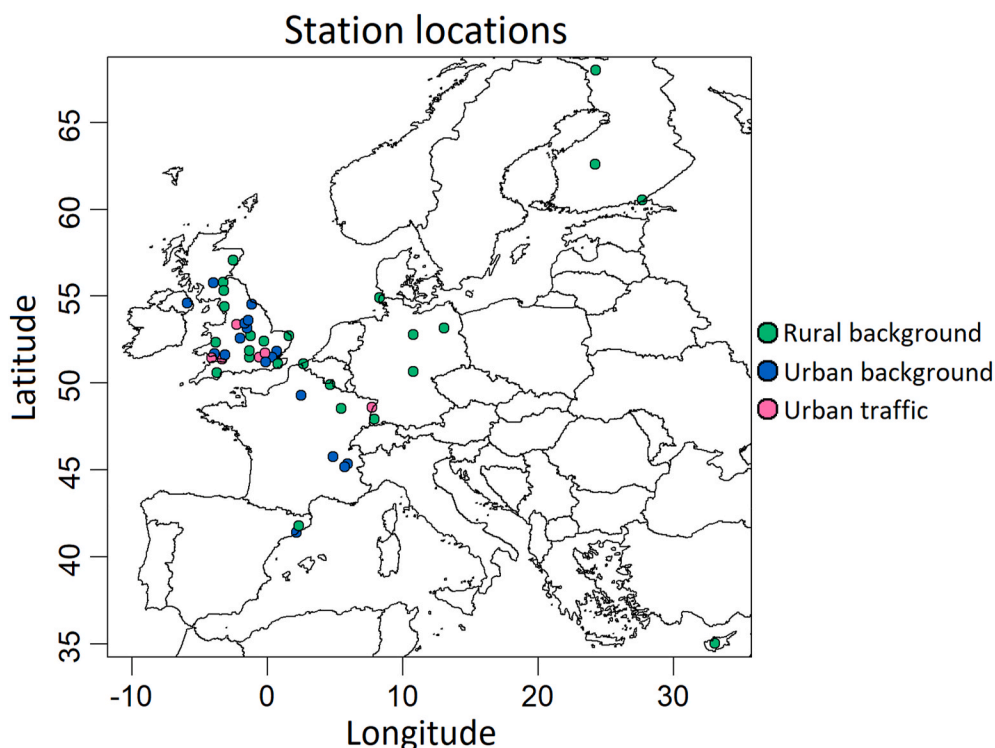 Station locations
65
60
55
50
45
40
35
Latitude
-10
0
10
20
30
Longitude
Rural background
Urban background
Urban traffic